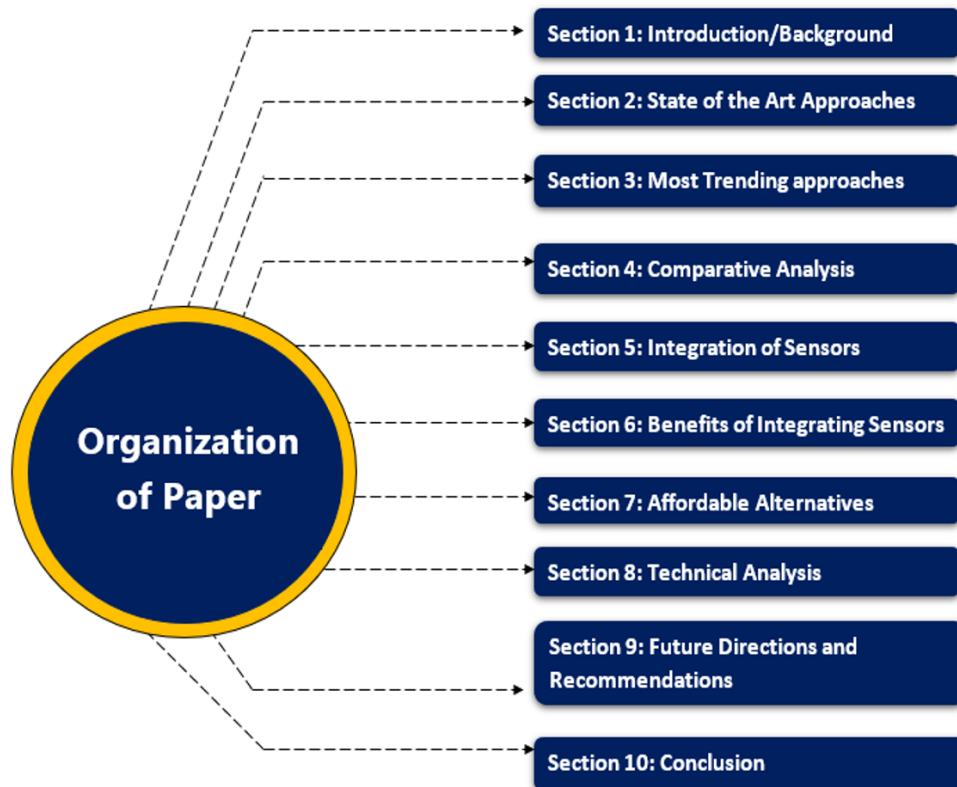 Section 1: Introduction/Background
Section 2: State of the Art Approaches
Section 3: Most Trending approaches
Section 4: Comparative Analysis
Section 5: Integration of Sensors
Organization
of Paper
Section 6: Benefits of Integrating Sensors
Section 7: Affordable Alternatives
Section 8: Technical Analysis
Section 9: Future Directions and
Recommendations
Section 10: Conclusion